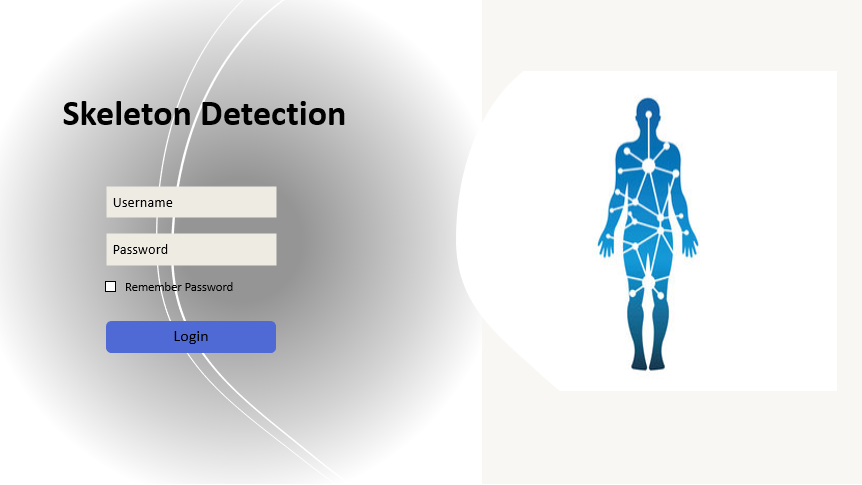 Skeleton Detection
Username
Password
Remember Password
Login